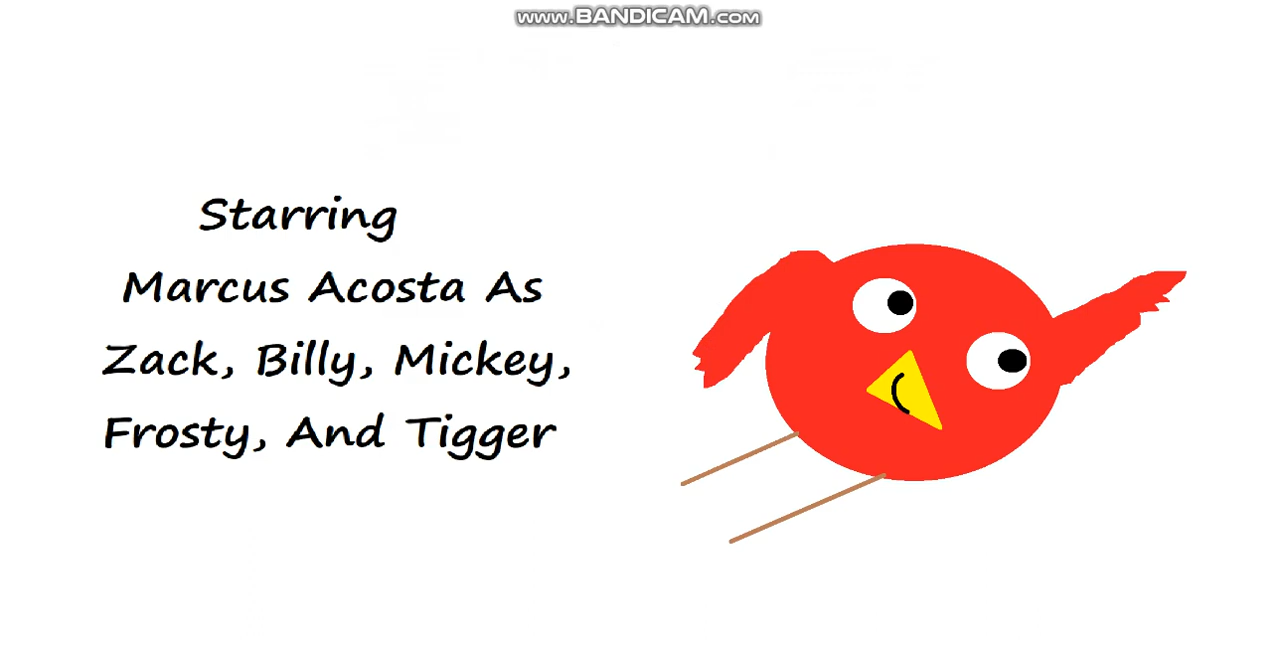 www.BANDICAM.com
Starring
Marcus Acosta As
Zack, Billy, Mickey,
Frosty, And Tigger